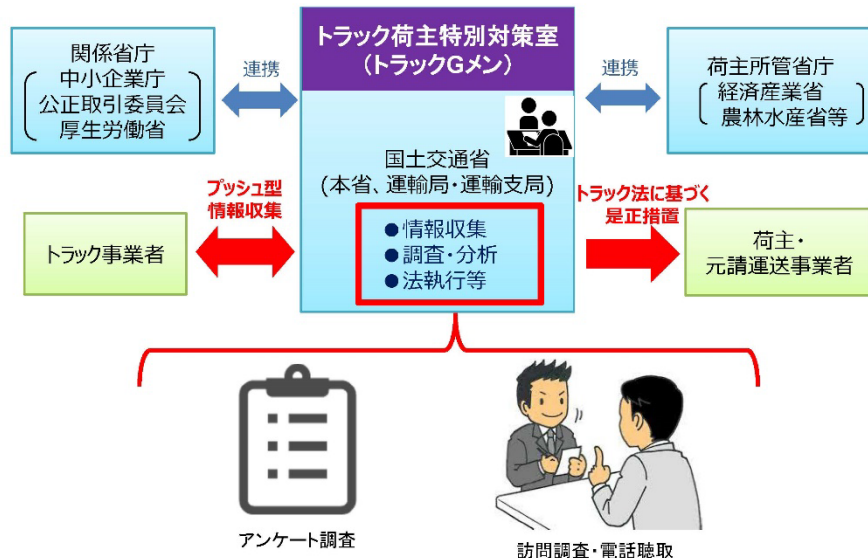 トラック荷主特別対策室
(トラックGメン)
関係省庁
中小企業庁
公正取引委員会
厚生労働省
連携
連携
荷主所管省庁
経済産業省
農林水産省等
国土交通省
(本省、運輸局・運輸支局)
プッシュ型
情報収集
トラック法に基づく
是正措置
トラック事業者
●情報収集
●調査・分析
●法執行等
荷主・
元請運送事業者
アンケート調査
訪問調査・電話聴取